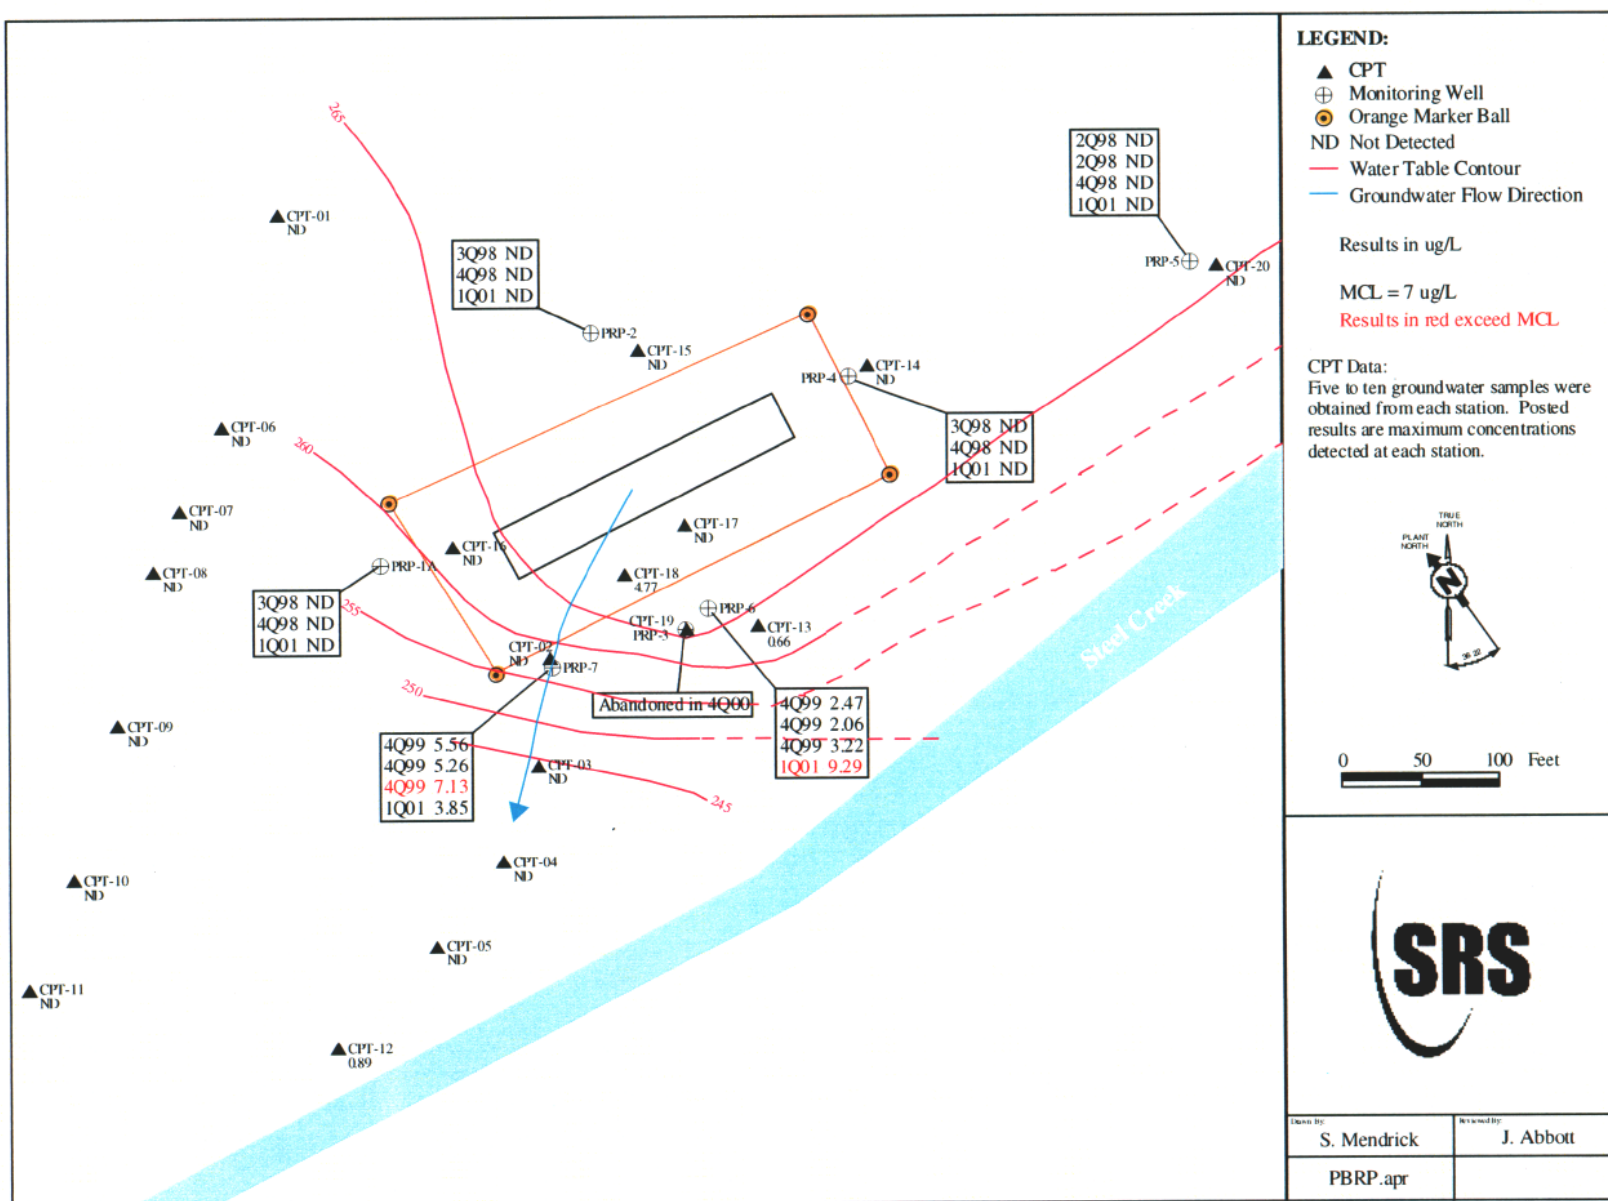 265
CPT-01
ND
3Q98 ND
4Q98 ND
1Q01 ND
2Q98 ND
2Q98 ND
4Q98 ND
1Q01 ND
PRP-5
CPT-20
ND
PRP-2
CPT-15
ND
PRP-4
CPT-14
ND
3Q98 ND
4Q98 ND
1Q01 ND
CPT-06
ND
260
CPT-07
ND
CPT-17
ND
CPT-16
ND
PRP-1A
CPT-08
ND
CPT-18
4.77
3Q98 ND
4Q98 ND
1Q01 ND
255
PRP-6
CPT-19
PRP-3
CPT-13
0.66
CPT-02
ND
PRP-7
Steel Creek
250
Abandoned in 4Q00
4Q99 2.47
4Q99 2.06
4Q99 3.22
1Q01 9.29
CPT-09
ND
4Q99 5.56
4Q99 5.26
4Q99 7.13
1Q01 3.85
CPT-03
ND
245
CPT-04
ND
CPT-10
ND
CPT-05
ND
CPT-11
ND
CPT-12
0.89
LEGEND:
CPT
Monitoring Well
Orange Marker Ball
ND Not Detected
Water Table Contour
Groundwater Flow Direction
Results in ug/L
MCL = 7 ug/L
Results in red exceed MCL
CPT Data:
Five to ten groundwater samples were
obtained from each station. Posted
results are maximum concentrations
detected at each station.
TRUE
NORTH
PLANT
NORTH
N
36.22
0 50 100 Feet
SRS
Drawn By:
S. Mendrick
Reviewed By:
J. Abbott
PBRP.apr